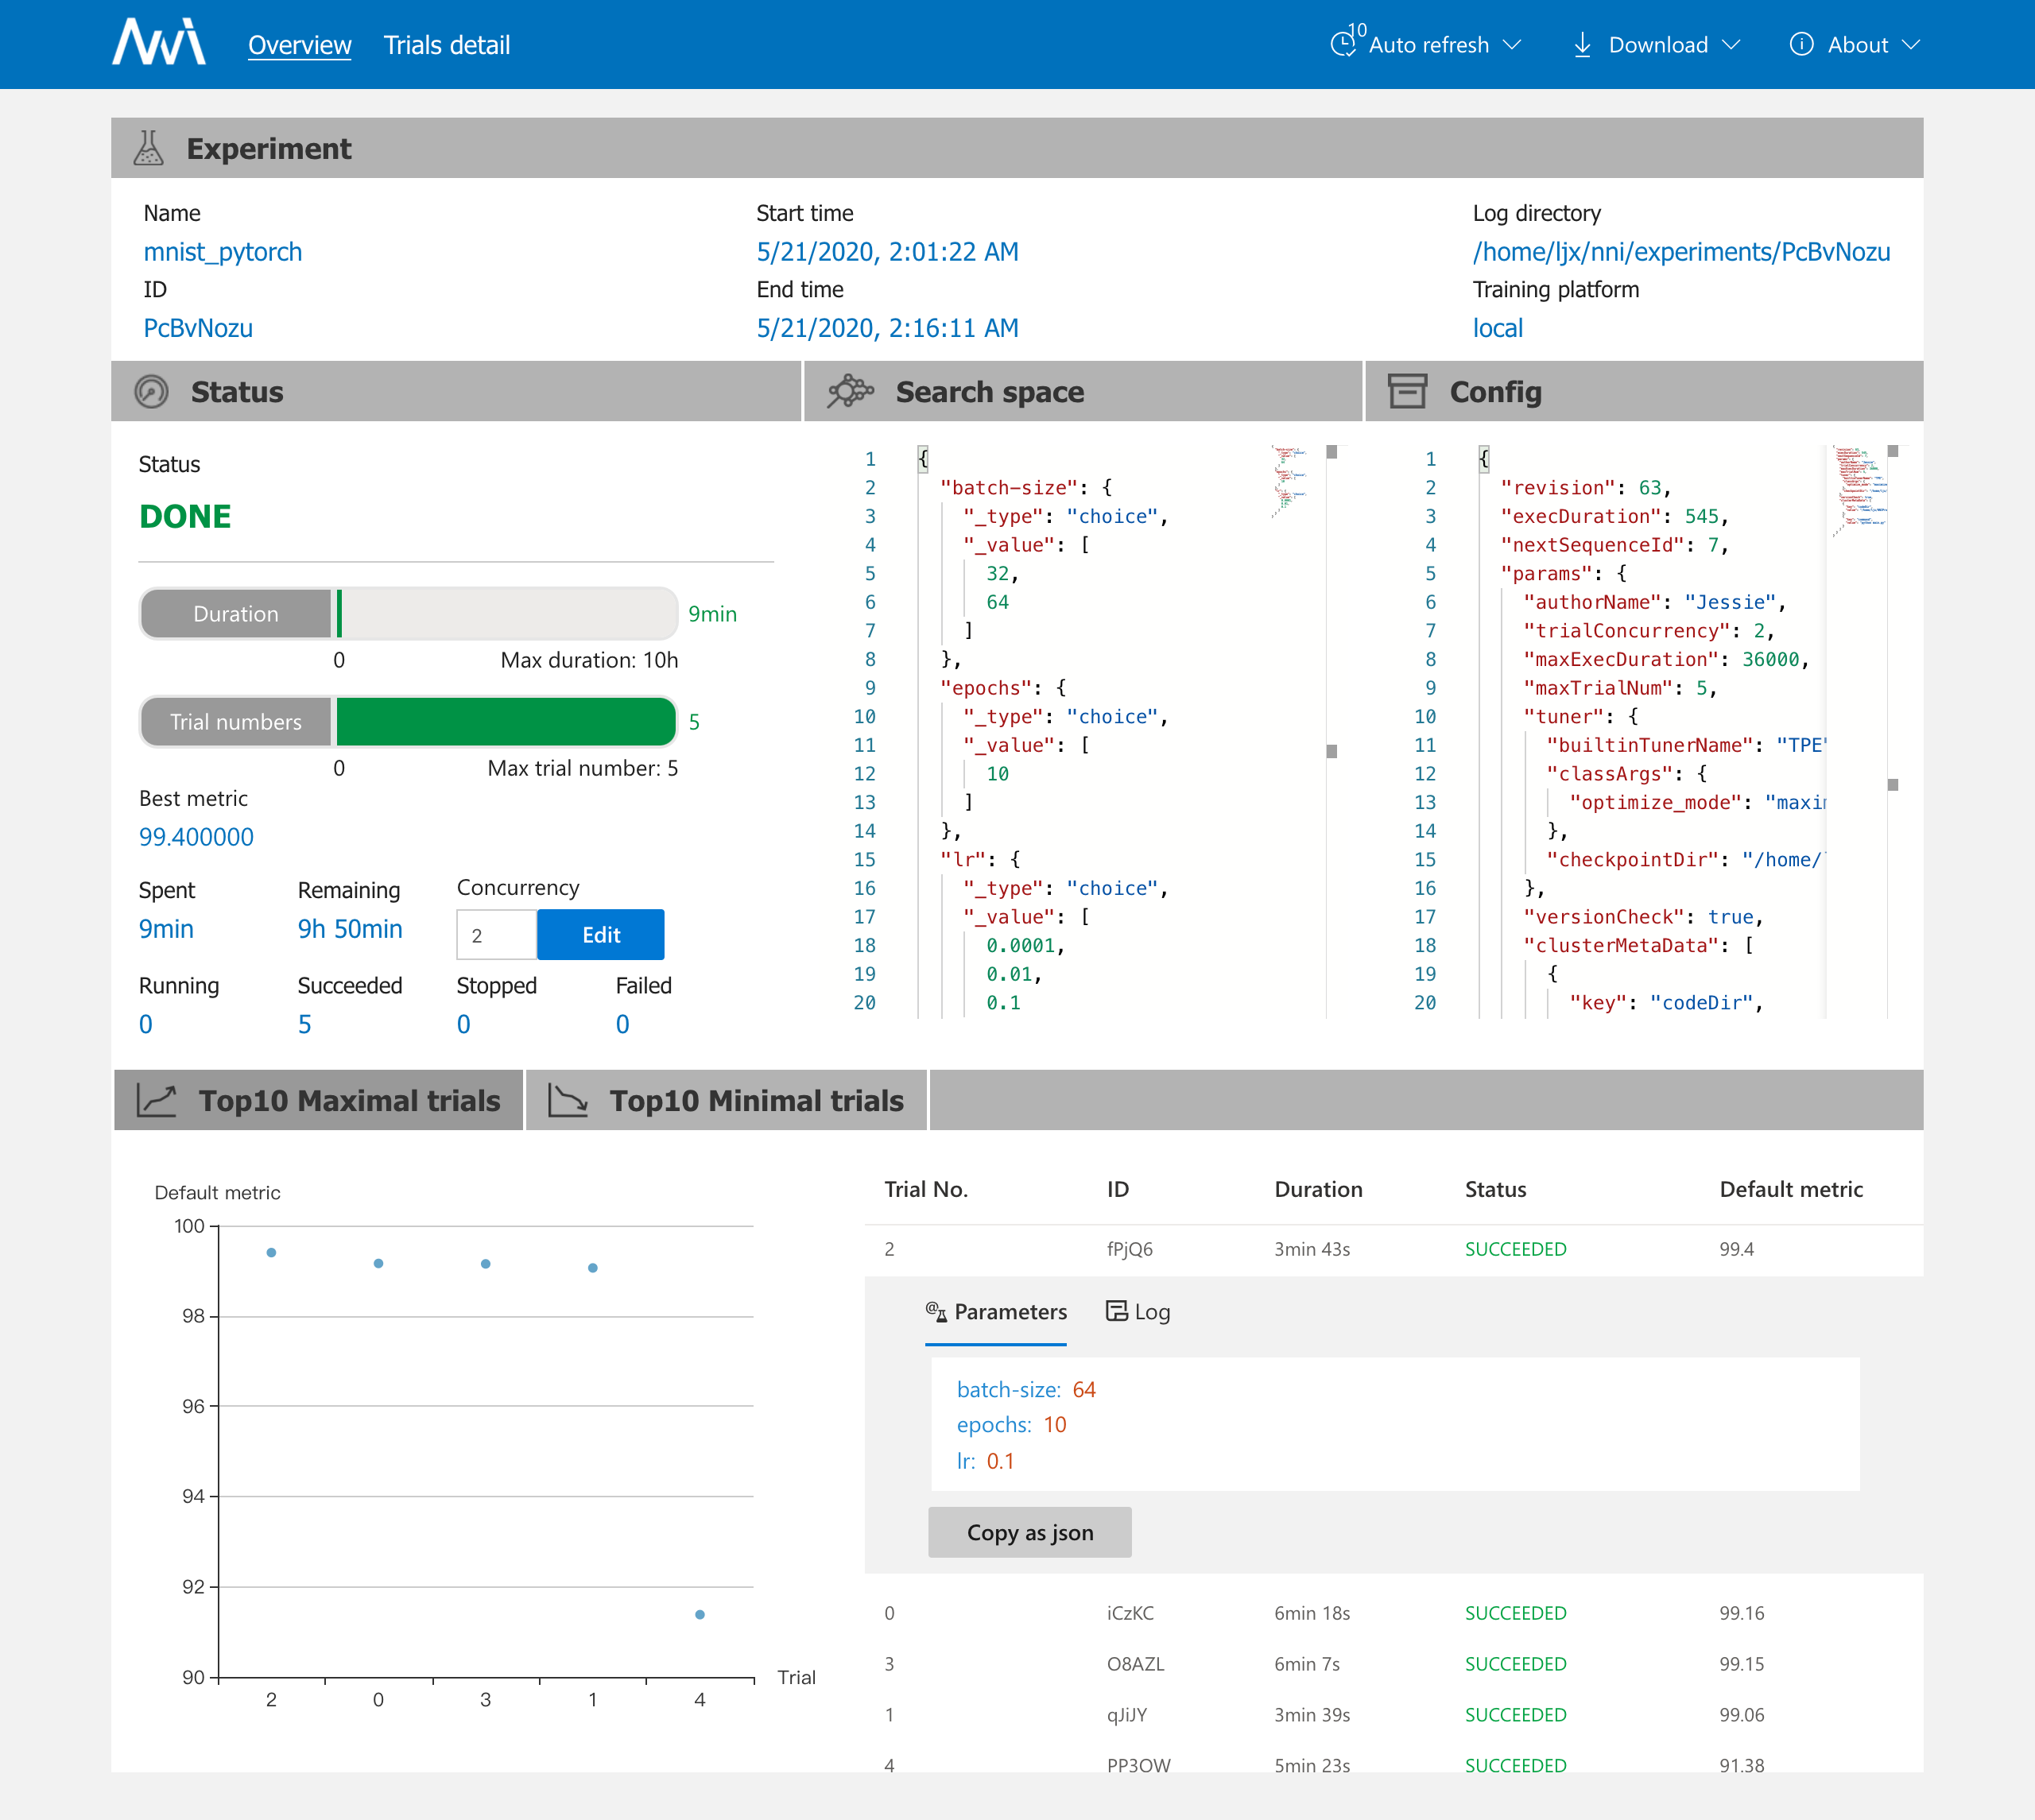 NNi
Overview
Trials detail
10
Auto refresh
Download
About
Experiment
Name
mnist_pytorch
ID
PcBvNozu
Start time
5/21/2020, 2:01:22 AM
End time
5/21/2020, 2:16:11 AM
Log directory
/home/ljx/nni/experiments/PcBvNozu
Training platform
local
Status
Status
DONE
Duration
9min
0
Max duration: 10h
Trial numbers
5
0
Max trial number: 5
Best metric
99.400000
Spent
9min
Remaining
9h 50min
Concurrency
2
Edit
Running
0
Succeeded
5
Stopped
0
Failed
0
Search space
1 {
2 "batch-size": {
3 "_type": "choice",
4 "_value": [
5 32,
6 64
7 ]
8 },
9 "epochs": {
10 "_type": "choice",
11 "_value": [
12 10
13 ]
14 },
15 "lr": {
16 "_type": "choice",
17 "_value": [
18 0.0001,
19 0.01,
20 0.1
Config
1 {
2 "revision": 63,
3 "execDuration": 545,
4 "nextSequenceId": 7,
5 "params": {
6 "authorName": "Jessie",
7 "trialConcurrency": 2,
8 "maxExecDuration": 36000,
9 "maxTrialNum": 5,
10 "tuner": {
11 "builtinTunerName": "TPE"
12 "classArgs": {
13 "optimize_mode": "maxim
14 },
15 "checkpointDir": "/home/
16 },
17 "versionCheck": true,
18 "clusterMetaData": [
19 {
20 "key": "codeDir",
Top10 Maximal trials
Top10 Minimal trials
Default metric
100
98
96
94
92
90
2 0 3 1 4
Trial
Trial No. ID Duration Status Default metric
2 fPjQ6 3min 43s SUCCEEDED 99.4
Parameters
Log
batch-size: 64
epochs: 10
lr: 0.1
Copy as json
0 iCzKC 6min 18s SUCCEEDED 99.16
3 O8AZL 6min 7s SUCCEEDED 99.15
1 qJiJY 3min 39s SUCCEEDED 99.06
4 PP3OW 5min 23s SUCCEEDED 91.38